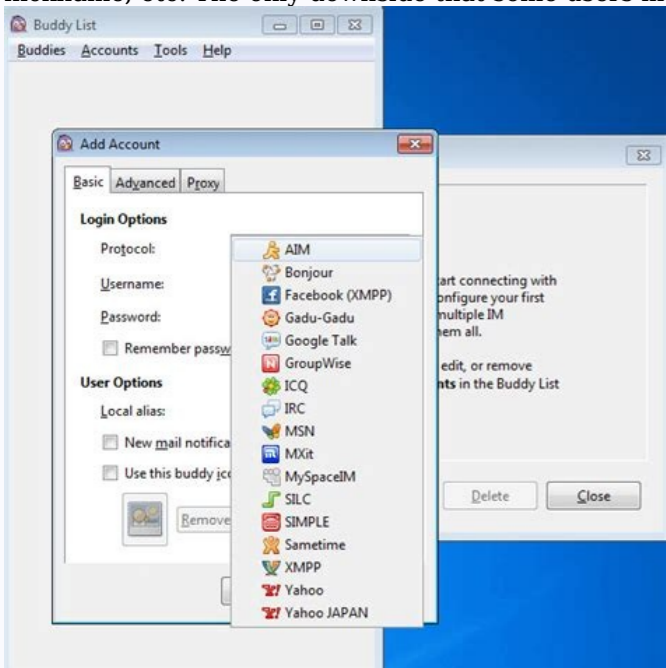 Buddy List
Buddies Accounts Tools Help
Add Account
Basic Advanced Proxy
Login Options
Protocol:
Username:
Password:
Remember passw
User Options
Local alias:
New mail notifica
Use this buddy ico
Remove
AIM
Bonjour
Facebook (XMPP)
Gadu-Gadu
Google Talk
GroupWise
ICQ
IRC
MSN
MXit
MySpaceIM
SILC
SIMPLE
Sametime
XMPP
Yahoo
Yahoo JAPAN
art connecting with
onfigure your first
multiple IM
em all.
edit, or remove
nts in the Buddy List
Delete Close